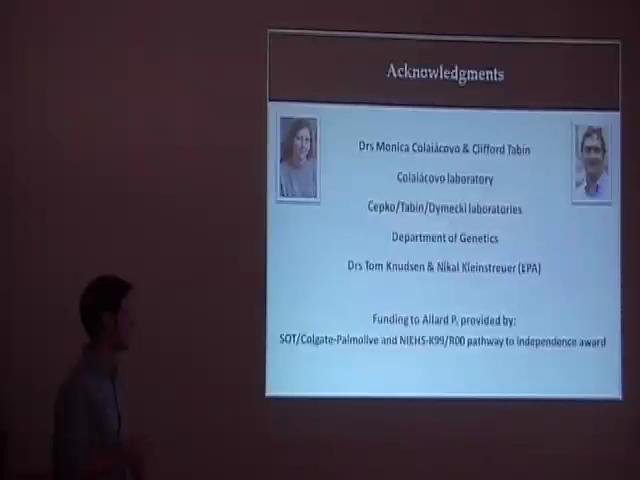 Acknowledgments
Drs Monica Colaiácovo & Clifford Tabin
Colaiácovo laboratory
Cepko/Tabin/Dymecki laboratories
Department of Genetics
Drs Tom Knudsen & Nikal Kleinstreuer (EPA)
Funding to Allard P. provided by:
SOT/Colgate-Palmolive and NIEHS-K99/R00 pathway to independence award